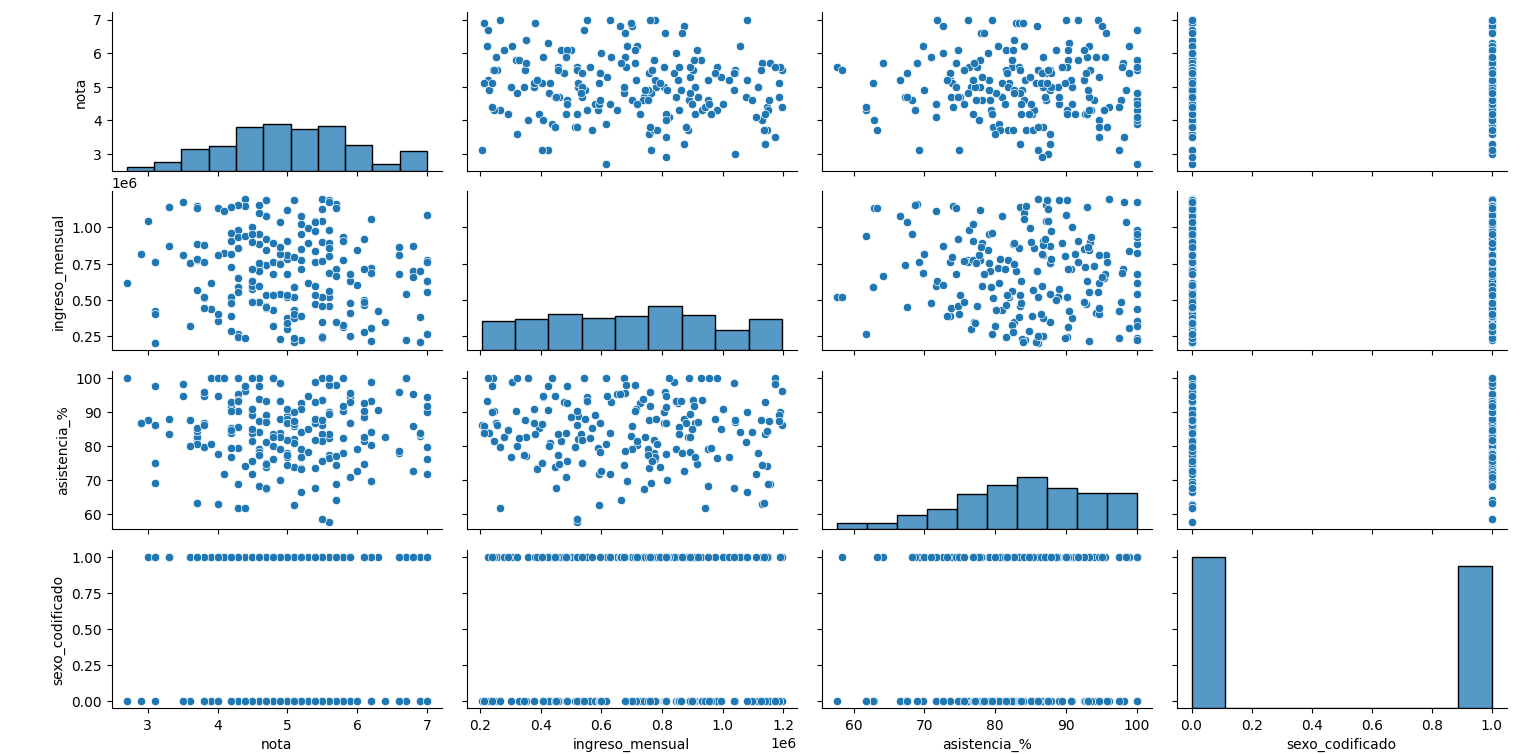 7
6
5
4
3
nota
1e6
1.00
0.75
0.50
0.25
ingreso_mensual
100
90
80
70
60
asistencia_%
1.00
0.75
0.50
0.25
0.00
sexo_codificado
3 4 5 6 7
nota
0.2 0.4 0.6 0.8 1.0 1.2
ingreso_mensual 1e6
60 70 80 90 100
asistencia_%
0.0 0.2 0.4 0.6 0.8 1.0
sexo_codificado